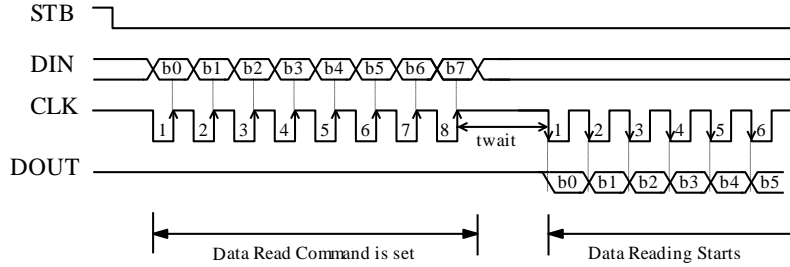 STB
DIN b0 b1 b2 b3 b4 b5 b6 b7
CLK 1 2 3 4 5 6 7 8 1 2 3 4 5 6
twait
DOUT b0 b1 b2 b3 b4 b5
Data Read Command is set Data Reading Starts